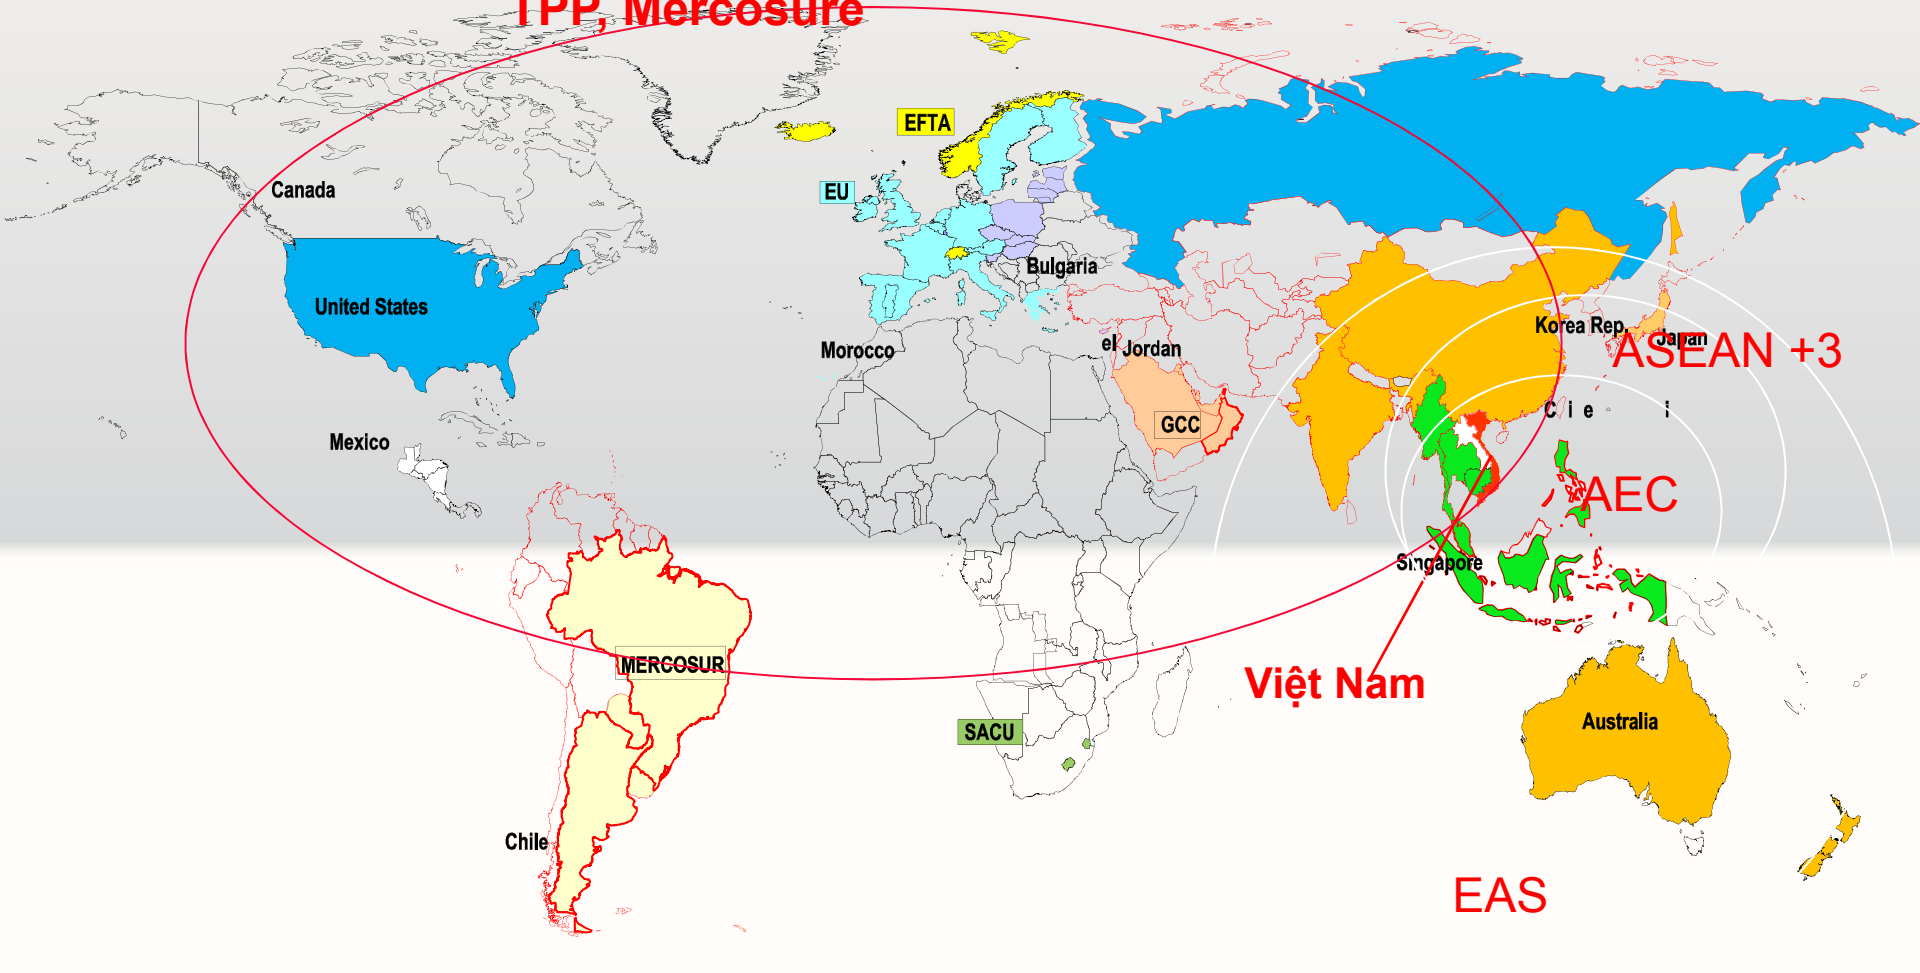 TPP, Mercosure
EFTA
Canada
EU
Bulgaria
United States
Korea Rep.
Japan
Morocco
el
Jordan
ASEAN +3
C i e i
GCC
Mexico
AEC
Singapore
MERCOSUR
Việt Nam
SACU
Australia
Chile
EAS